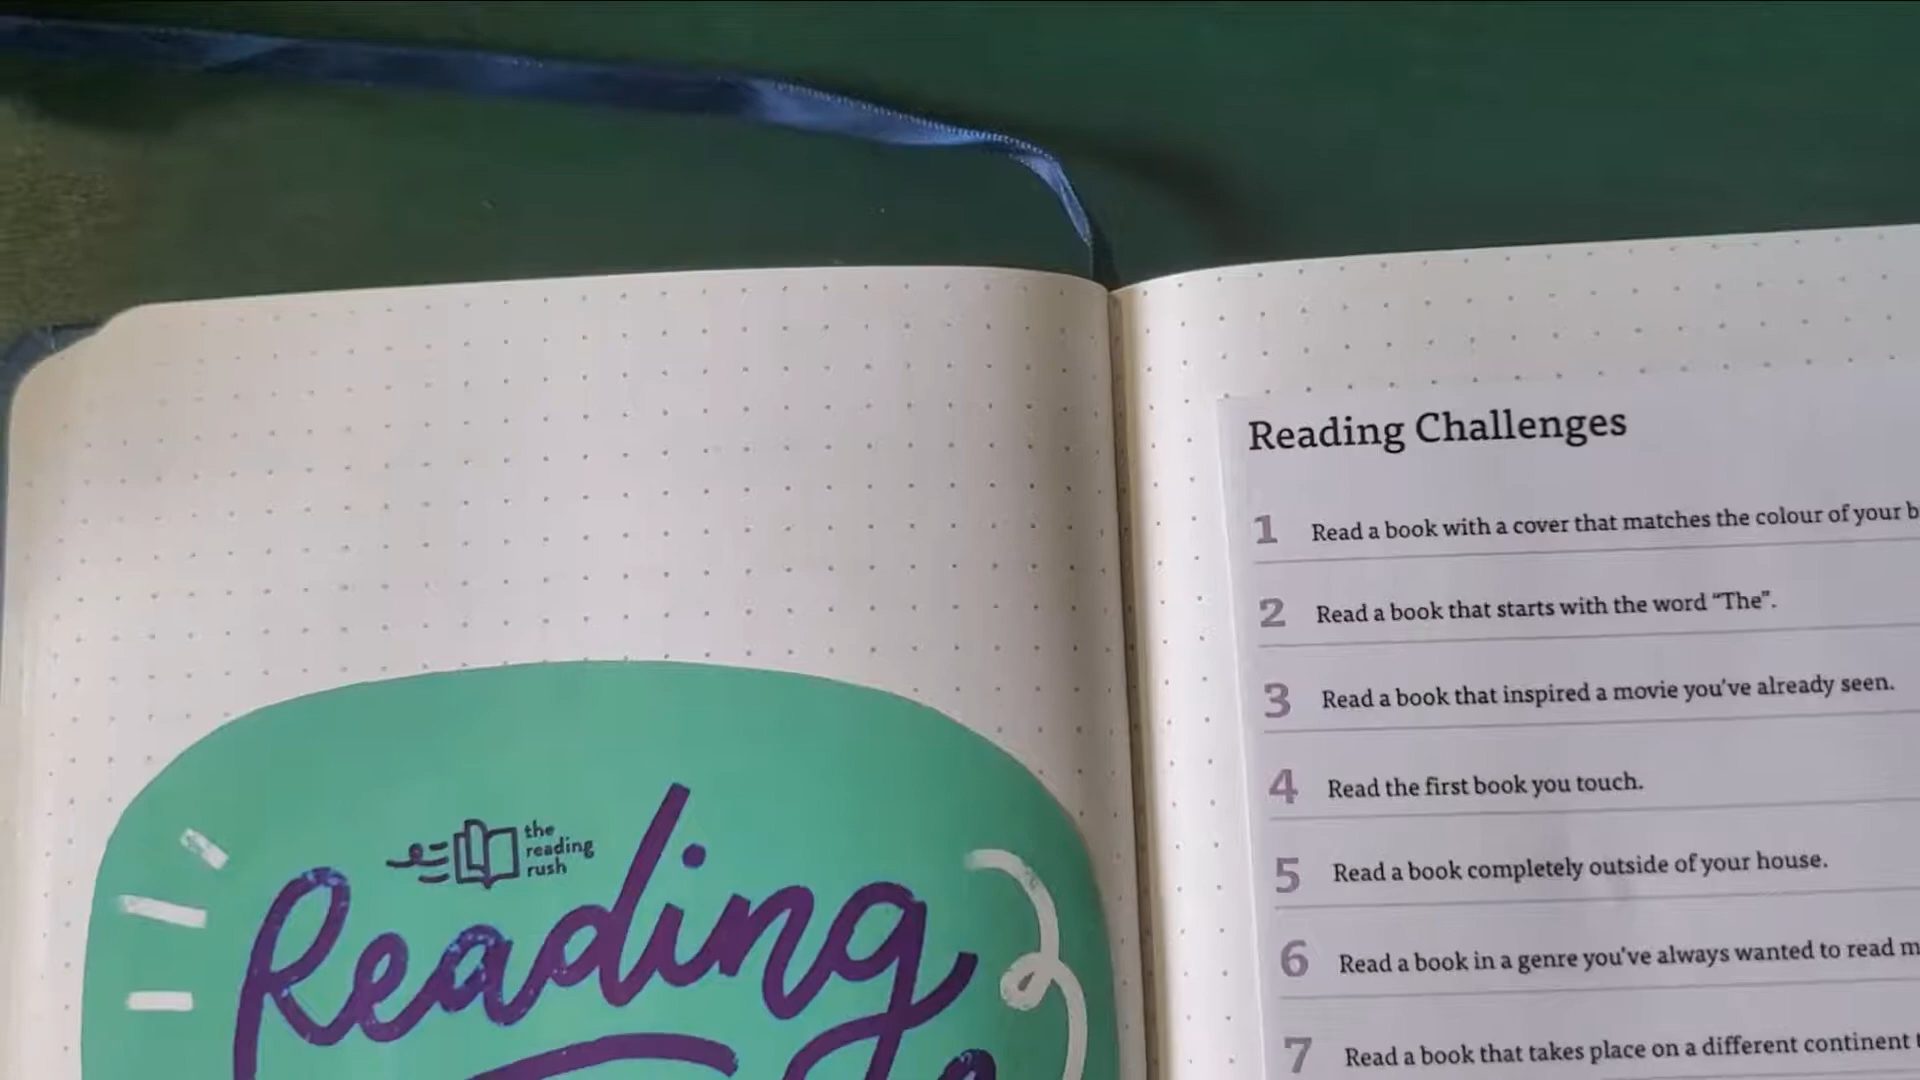 the
reading
rush
Reading
Reading Challenges
1 Read a book with a cover that matches the colour of your
2 Read a book that starts with the word “The”.
3 Read a book that inspired a movie you’ve already seen.
4 Read the first book you touch.
5 Read a book completely outside of your house.
6 Read a book in a genre you’ve always wanted to read
7 Read a book that takes place on a different continent